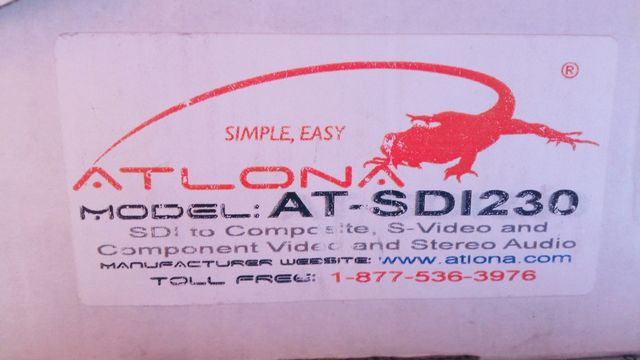 ®
SIMPLE, EASY
ATLONA
MODEL: AT-SDI230
SDI to Composite, S-Video and
Component Video and Stereo Audio
MANUFACTURER WEBSITE: www.atlona.com
TOLL FREE: 1-877-536-3976